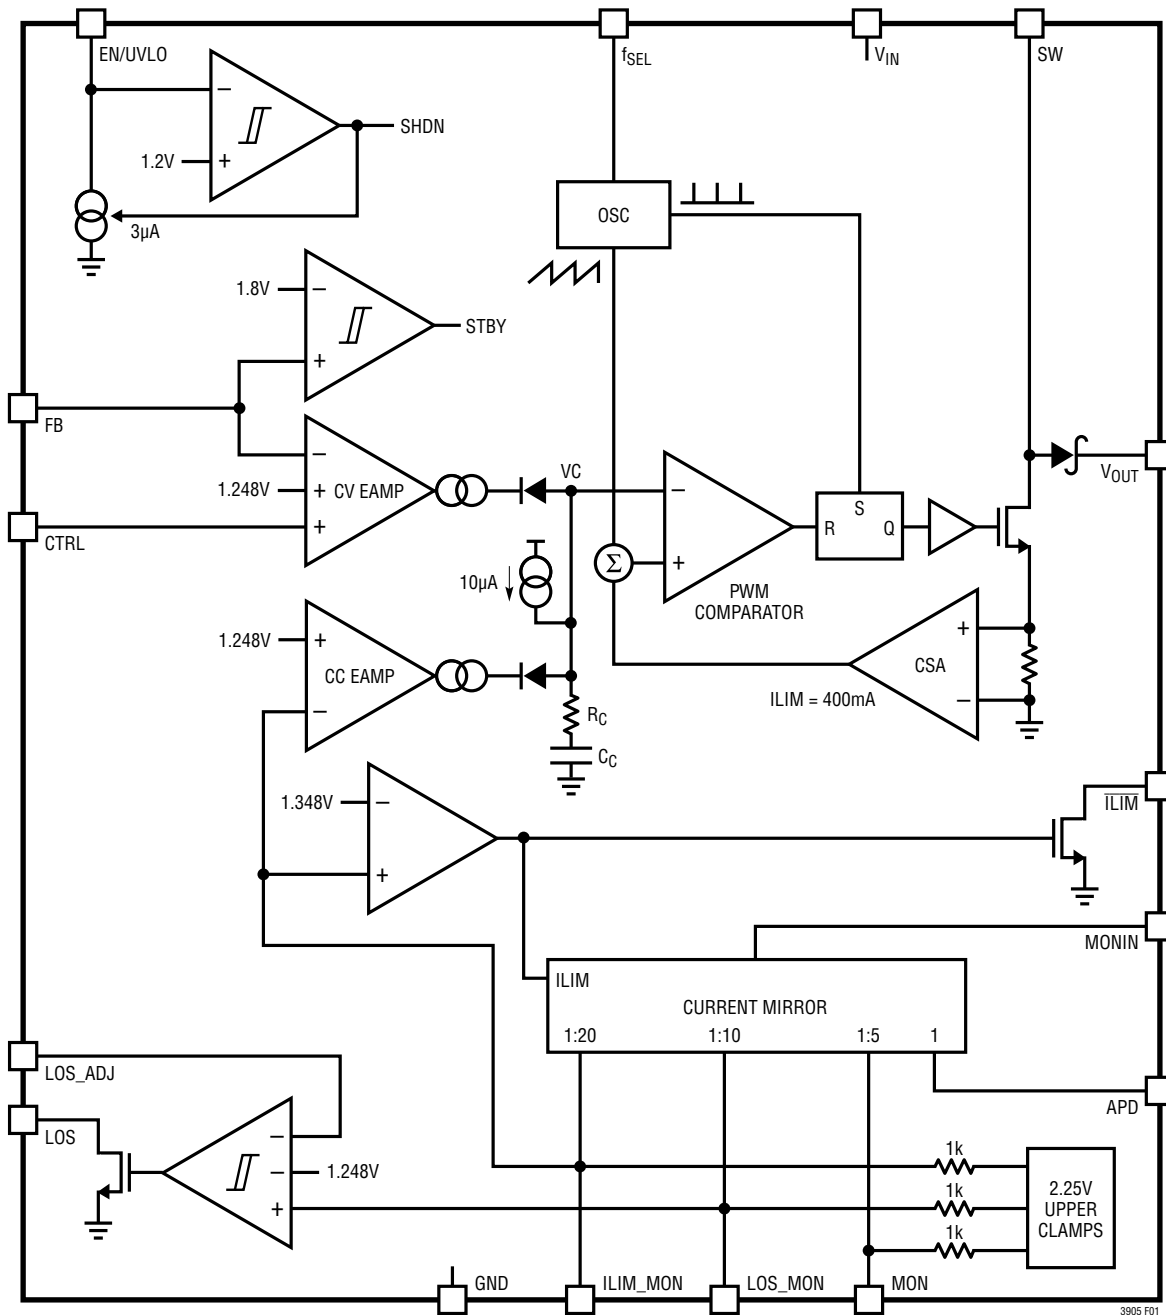 EN/UVLO
fSEL
VIN
SW
−
SHDN
1.2V
+
3µA
OSC
1.8V
−
STBY
+
FB
−
1.248V
+
CV EAMP
VC
CTRL
+
−
R
S
Q
VOUT
10µA
Σ
+
PWM
COMPARATOR
1.248V
+
CC EAMP
−
+
CSA
−
ILIM = 400mA
RC
CC
1.348V
−
+
ILIM
MONIN
ILIM
CURRENT MIRROR
1:20
1:10
1:5
1
LOS_ADJ
LOS
APD
−
−
1.248V
+
1k
1k
1k
2.25V
UPPER
CLAMPS
GND
ILIM_MON
LOS_MON
MON
3905 F01